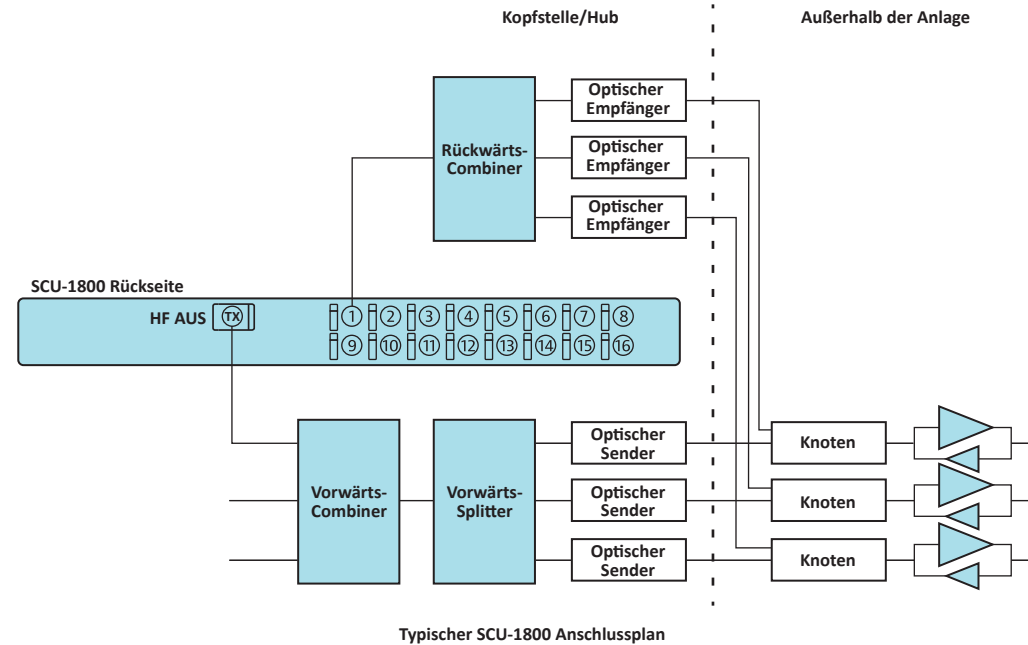 Kopfstelle/Hub
Außerhalb der Anlage
Optischer
Empfänger
Rückwärts-
Combiner
Optischer
Empfänger
Optischer
Empfänger
SCU-1800 Rückseite
HF AUS TX 1 2 3 4 5 6 7 8
9 10 11 12 13 14 15 16
Optischer
Sender
Knoten
Vorwärts-
Combiner
Vorwärts-
Splitter
Optischer
Sender
Knoten
Optischer
Sender
Knoten
Typischer SCU-1800 Anschlussplan